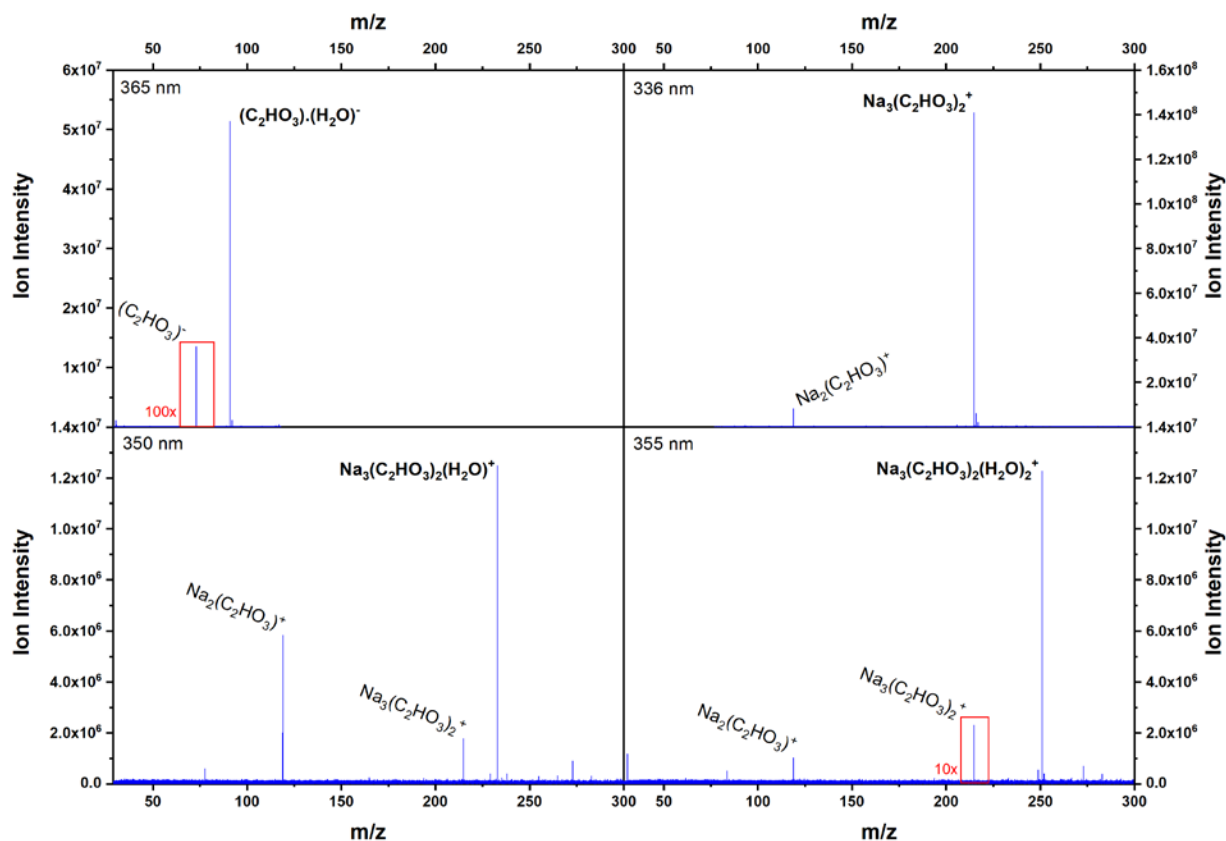 m/z m/z
50 100 150 200 250 300 50 100 150 200 250 300
365 nm
(C₂HO₃).(H₂O)⁻
(C₂HO₃)⁻
100x
6x10⁷
5x10⁷
4x10⁷
3x10⁷
2x10⁷
1x10⁷
1.4x10⁷
Ion Intensity
336 nm
Na₃(C₂HO₃)₂⁺
Na₂(C₂HO₃)⁺
1.6x10⁸
1.4x10⁸
1.2x10⁸
1.0x10⁸
8.0x10⁷
6.0x10⁷
4.0x10⁷
2.0x10⁷
1.4x10⁷
Ion Intensity
350 nm
Na₃(C₂HO₃)₂(H₂O)⁺
Na₂(C₂HO₃)⁺
Na₃(C₂HO₃)₂⁺
1.2x10⁷
1.0x10⁷
8.0x10⁶
6.0x10⁶
4.0x10⁶
2.0x10⁶
0.0
Ion Intensity
355 nm
Na₃(C₂HO₃)₂(H₂O)₂⁺
Na₃(C₂HO₃)₂⁺
Na₂(C₂HO₃)⁺
10x
1.2x10⁷
1.0x10⁷
8.0x10⁶
6.0x10⁶
4.0x10⁶
2.0x10⁶
0.0
Ion Intensity
50 100 150 200 250 300 50 100 150 200 250 300
m/z m/z